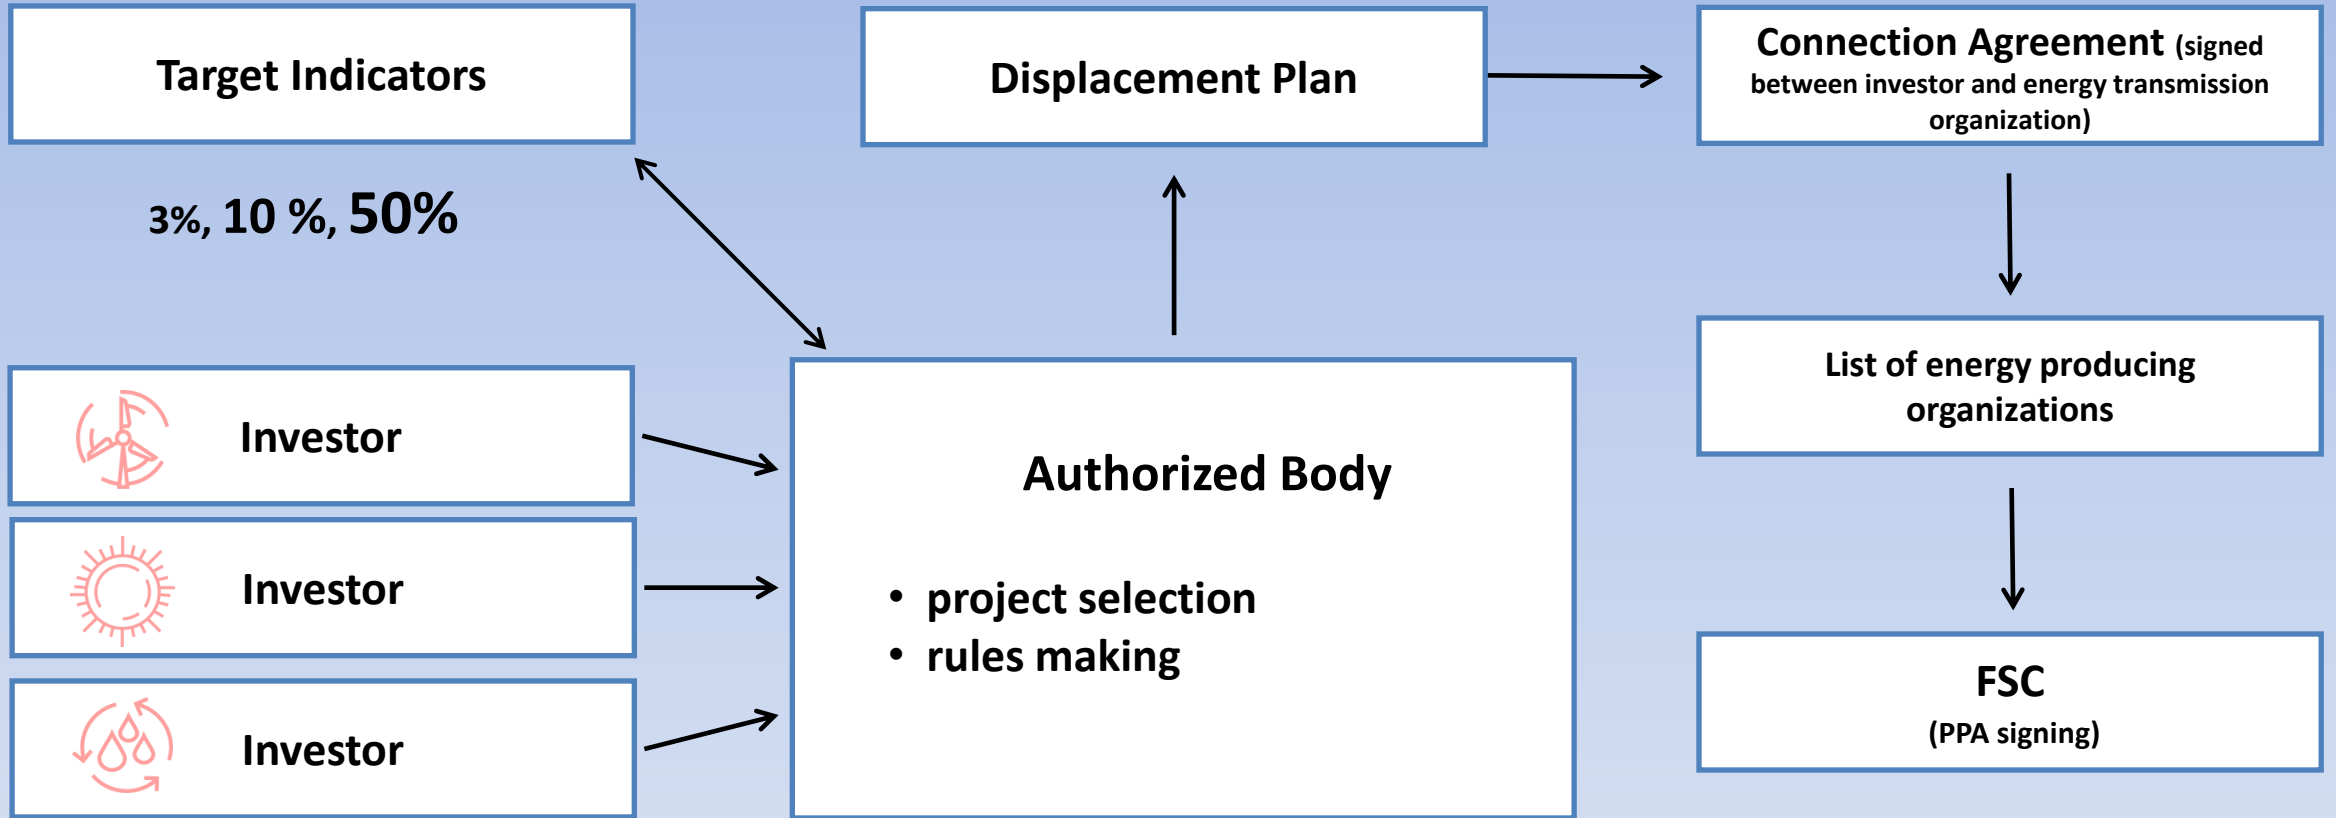 Target Indicators
3%, 10 %, 50%
Investor
Investor
Investor
Displacement Plan
Authorized Body
• project selection
• rules making
Connection Agreement (signed
between investor and energy transmission
organization)
List of energy producing
organizations
FSC
(PPA signing)